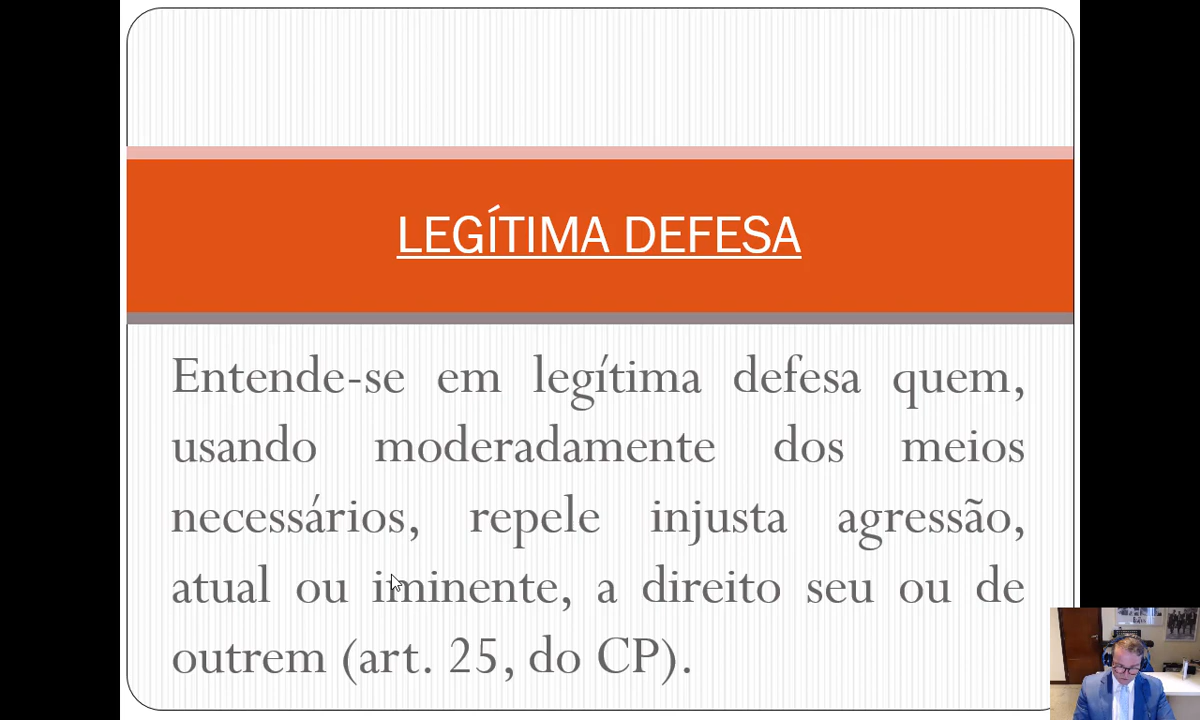 LEGÍTIMA DEFESA
Entende-se em legítima defesa quem,
usando moderadamente dos meios
necessários, repele injusta agressão,
atual ou iminente, a direito seu ou de
outrem (art. 25, do CP).